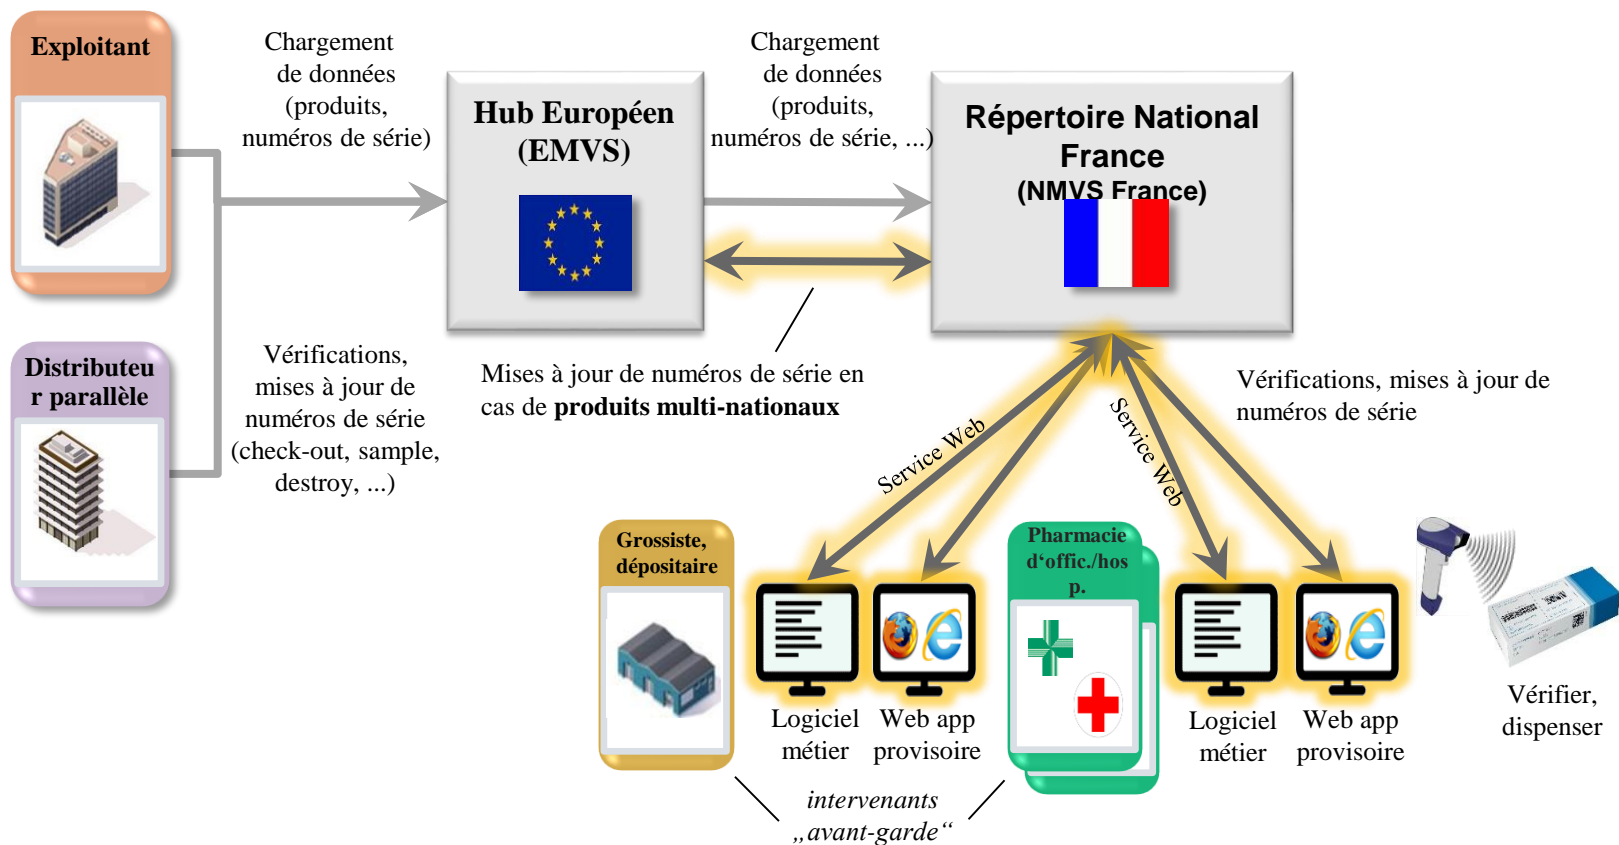 Exploitant
Chargement
de données
(produits,
numéros de série)
Hub Européen
(EMVS)
Chargement
de données
(produits,
numéros de série, ...)
Répertoire National
France
(NMVS France)
Distributeu
r parallèle
Vérifications,
mises à jour de
numéros de série
(check-out, sample,
destroy, ...)
Mises à jour de numéros de série en
cas de produits multi-nationaux
Vérifications, mises à jour de
numéros de série
Service Web
Service Web
Grossiste,
dépositaire
Logiciel
métier
Web app
provisoire
Pharmacie
d‘offic./hos
p.
Logiciel
métier
Web app
provisoire
Vérifier,
dispenser
intervenants
„avant-garde“